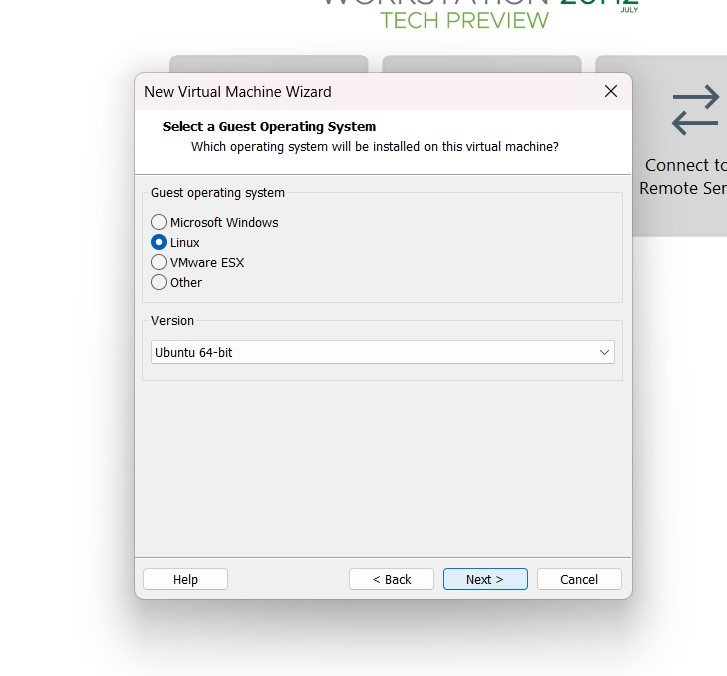 TECH PREVIEW
JULY
New Virtual Machine Wizard
Select a Guest Operating System
Which operating system will be installed on this virtual machine?
Connect to
Guest operating system
Microsoft Windows
Linux
VMware ESX
Other
Version
Ubuntu 64-bit
Help
< Back
Next >
Cancel